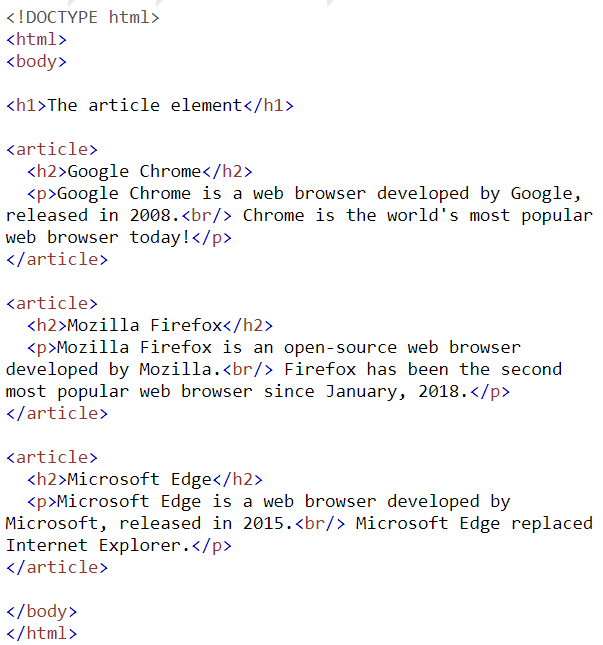 <!DOCTYPE html>
<html>
<body>
<h1>The article element</h1>
<article>
<h2>Google Chrome</h2>
<p>Google Chrome is a web browser developed by Google,
released in 2008.<br/> Chrome is the world's most popular
web browser today!</p>
</article>
<article>
<h2>Mozilla Firefox</h2>
<p>Mozilla Firefox is an open-source web browser
developed by Mozilla.<br/> Firefox has been the second
most popular web browser since January, 2018.</p>
</article>
<article>
<h2>Microsoft Edge</h2>
<p>Microsoft Edge is a web browser developed by
Microsoft, released in 2015.<br/> Microsoft Edge replaced
Internet Explorer.</p>
</article>
</body>
</html>